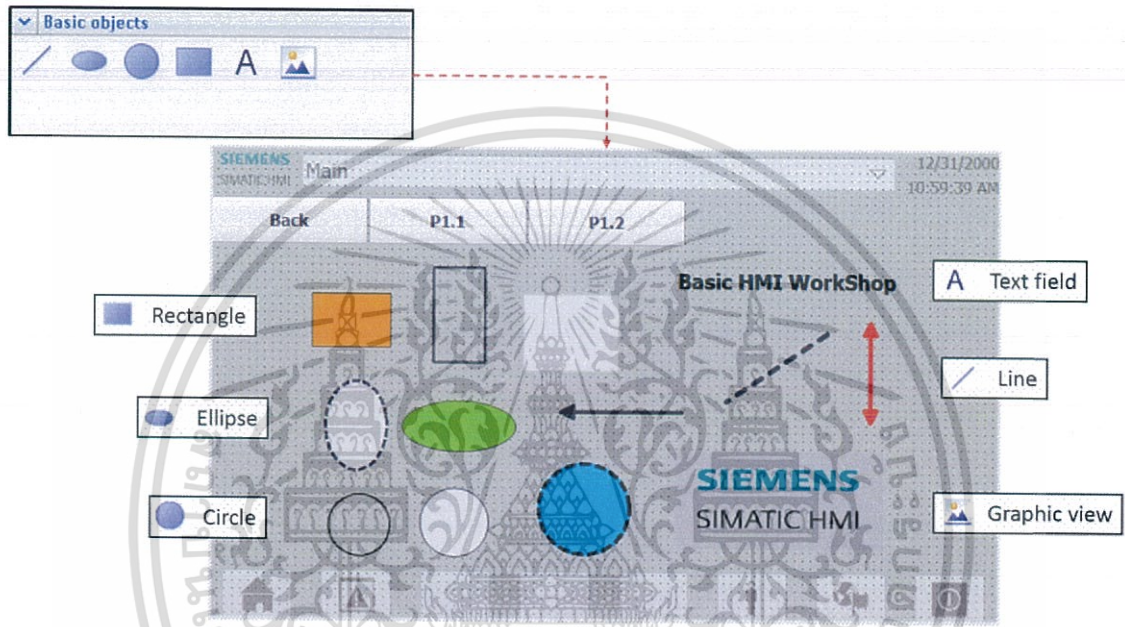 Basic objects
A
SIEMENS
SIMATIC HMI
Main
12/31/2000
10:59:39 AM
Back
P1.1
P1.2
Basic HMI WorkShop
A Text field
Rectangle
Line
Ellipse
SIEMENS
SIMATIC HMI
Circle
Graphic view